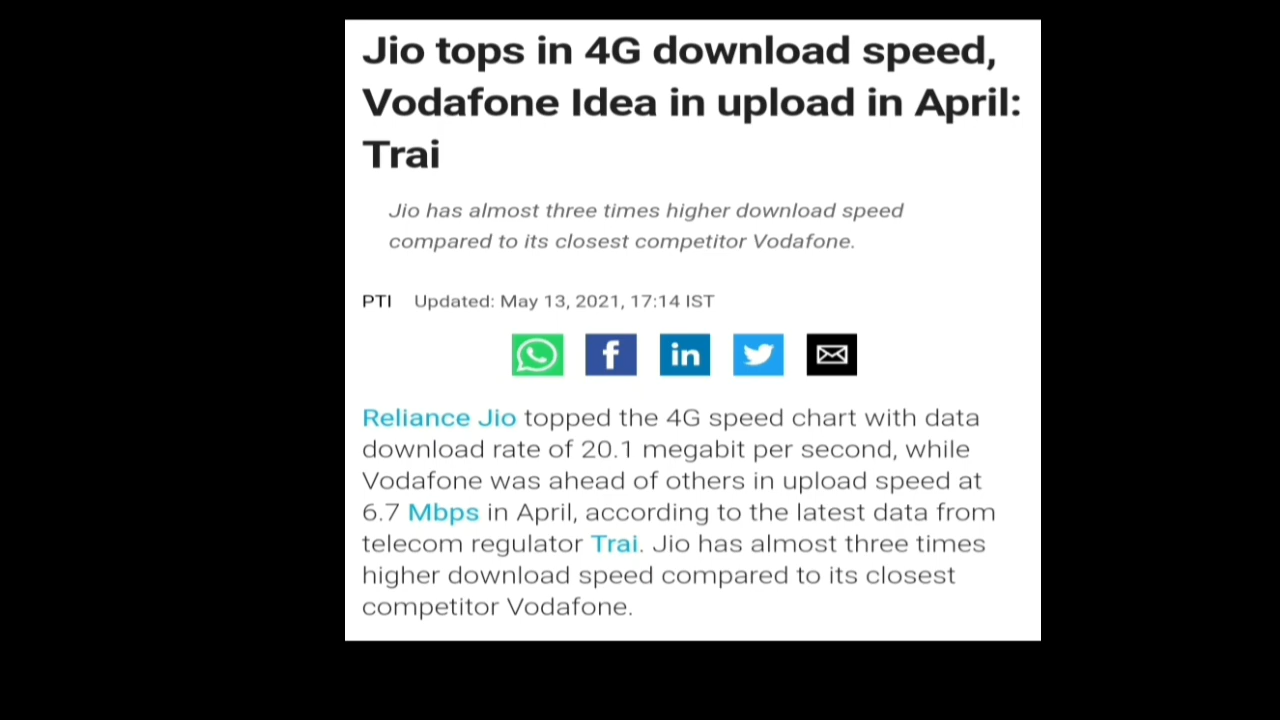 Jio tops in 4G download speed,
Vodafone Idea in upload in April:
Trai
Jio has almost three times higher download speed
compared to its closest competitor Vodafone.
PTI Updated: May 13, 2021, 17:14 IST
Reliance Jio topped the 4G speed chart with data
download rate of 20.1 megabit per second, while
Vodafone was ahead of others in upload speed at
6.7 Mbps in April, according to the latest data from
telecom regulator Trai. Jio has almost three times
higher download speed compared to its closest
competitor Vodafone.